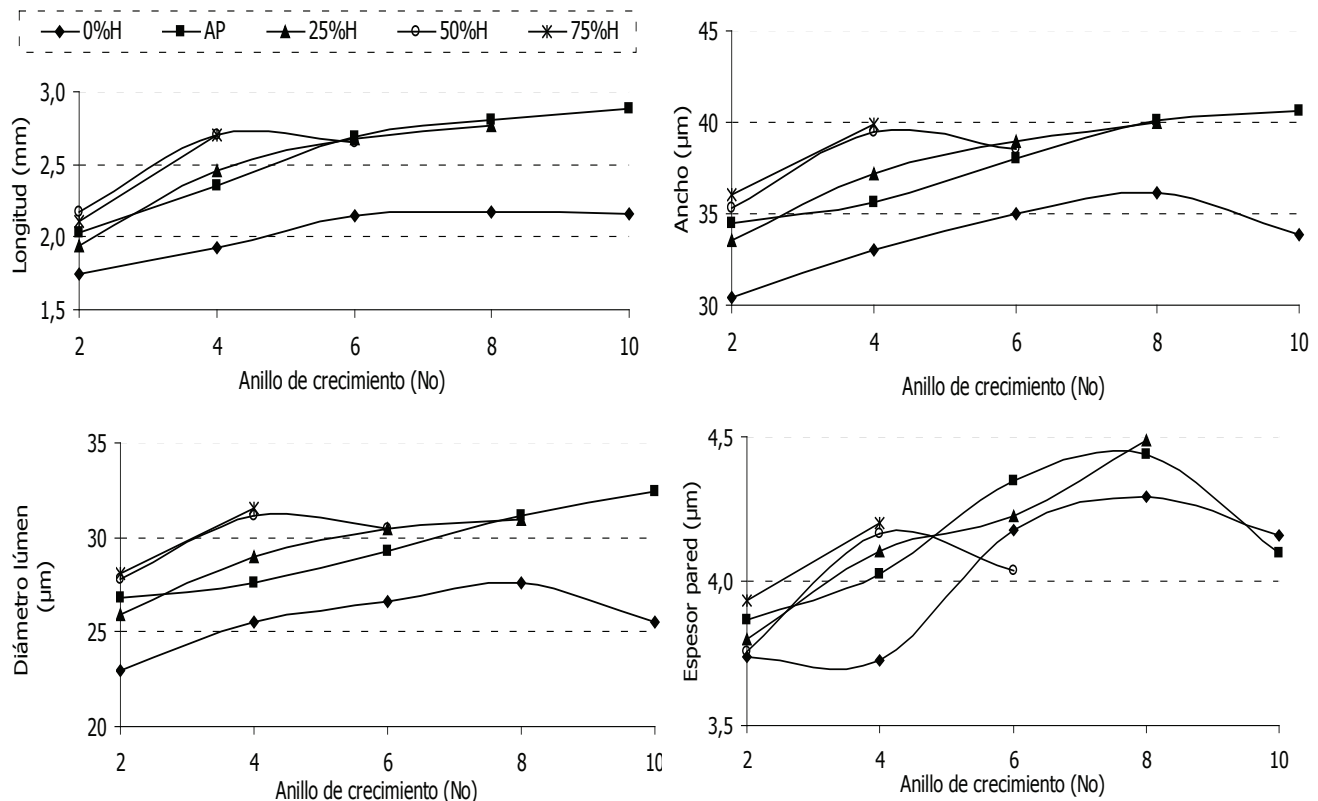 0%H AP 25%H 50%H 75%H
Longitud (mm)
3,0
2,5
2,0
1,5
2 4 6 8 10
Anillo de crecimiento (No)
Ancho (µm)
45
40
35
30
2 4 6 8 10
Anillo de crecimiento (No)
Diámetro lúmen
(µm)
35
30
25
20
2 4 6 8 10
Anillo de crecimiento (No)
Espesor pared (µm)
4,5
4,0
3,5
2 4 6 8 10
Anillo de crecimiento (No)